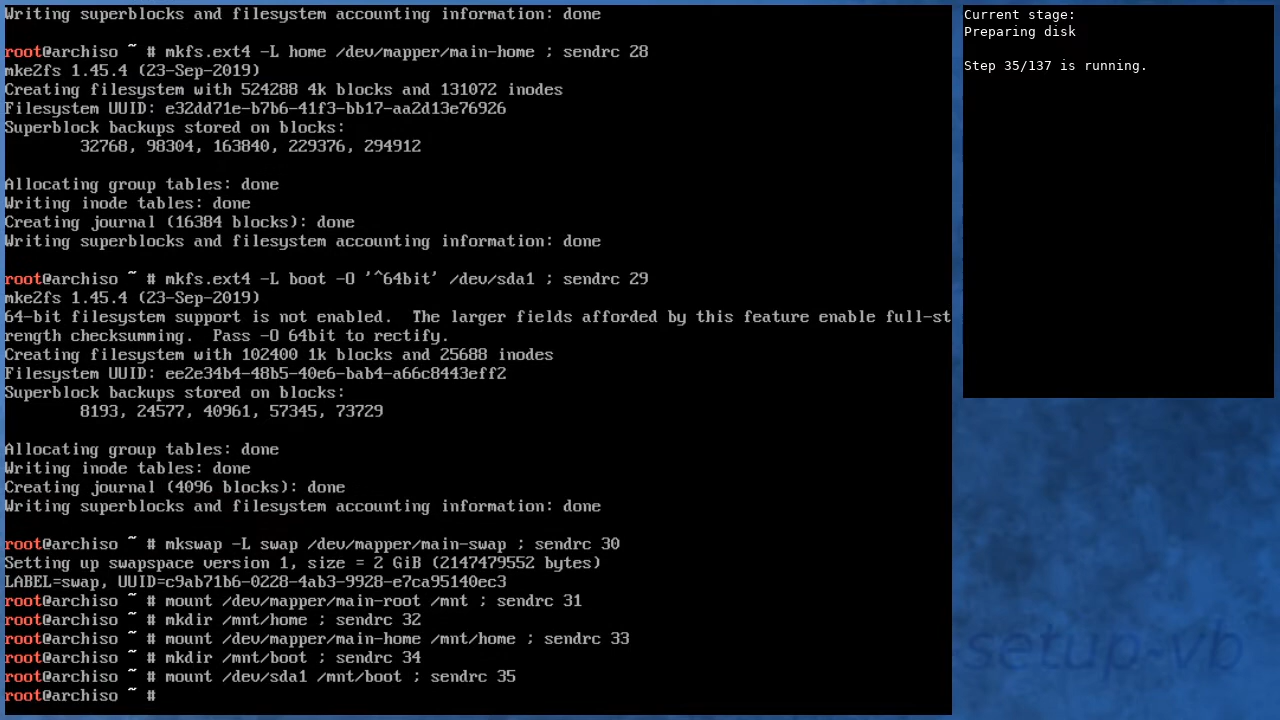 Writing superblocks and filesystem accounting information: done
root@archiso ~ # mkfs.ext4 -L home /dev/mapper/main-home ; sendrc 28
mke2fs 1.45.4 (23-Sep-2019)
Creating filesystem with 524288 4k blocks and 131072 inodes
Filesystem UUID: e32dd71e-b7b6-41f3-bb17-aa2d13e76926
Superblock backups stored on blocks:
32768, 98304, 163840, 229376, 294912
Allocating group tables: done
Writing inode tables: done
Creating journal (16384 blocks): done
Writing superblocks and filesystem accounting information: done
root@archiso ~ # mkfs.ext4 -L boot -O '^64bit' /dev/sda1 ; sendrc 29
mke2fs 1.45.4 (23-Sep-2019)
64-bit filesystem support is not enabled.  The larger fields afforded by this feature enable full-st
rength checksumming.  Pass -O 64bit to rectify.
Creating filesystem with 102400 1k blocks and 25688 inodes
Filesystem UUID: ee2e34b4-48b5-40e6-bab4-a66c8443eff2
Superblock backups stored on blocks:
8193, 24577, 40961, 57345, 73729
Allocating group tables: done
Writing inode tables: done
Creating journal (4096 blocks): done
Writing superblocks and filesystem accounting information: done
root@archiso ~ # mkswap -L swap /dev/mapper/main-swap ; sendrc 30
Setting up swapspace version 1, size = 2 GiB (2147479552 bytes)
LABEL=swap, UUID=c9ab71b6-0228-4ab3-9928-e7ca95140ec3
root@archiso ~ # mount /dev/mapper/main-root /mnt ; sendrc 31
root@archiso ~ # mkdir /mnt/home ; sendrc 32
root@archiso ~ # mount /dev/mapper/main-home /mnt/home ; sendrc 33
root@archiso ~ # mkdir /mnt/boot ; sendrc 34
root@archiso ~ # mount /dev/sda1 /mnt/boot ; sendrc 35
root@archiso ~ #
Current stage:
Preparing disk
Step 35/137 is running.
setup-vb